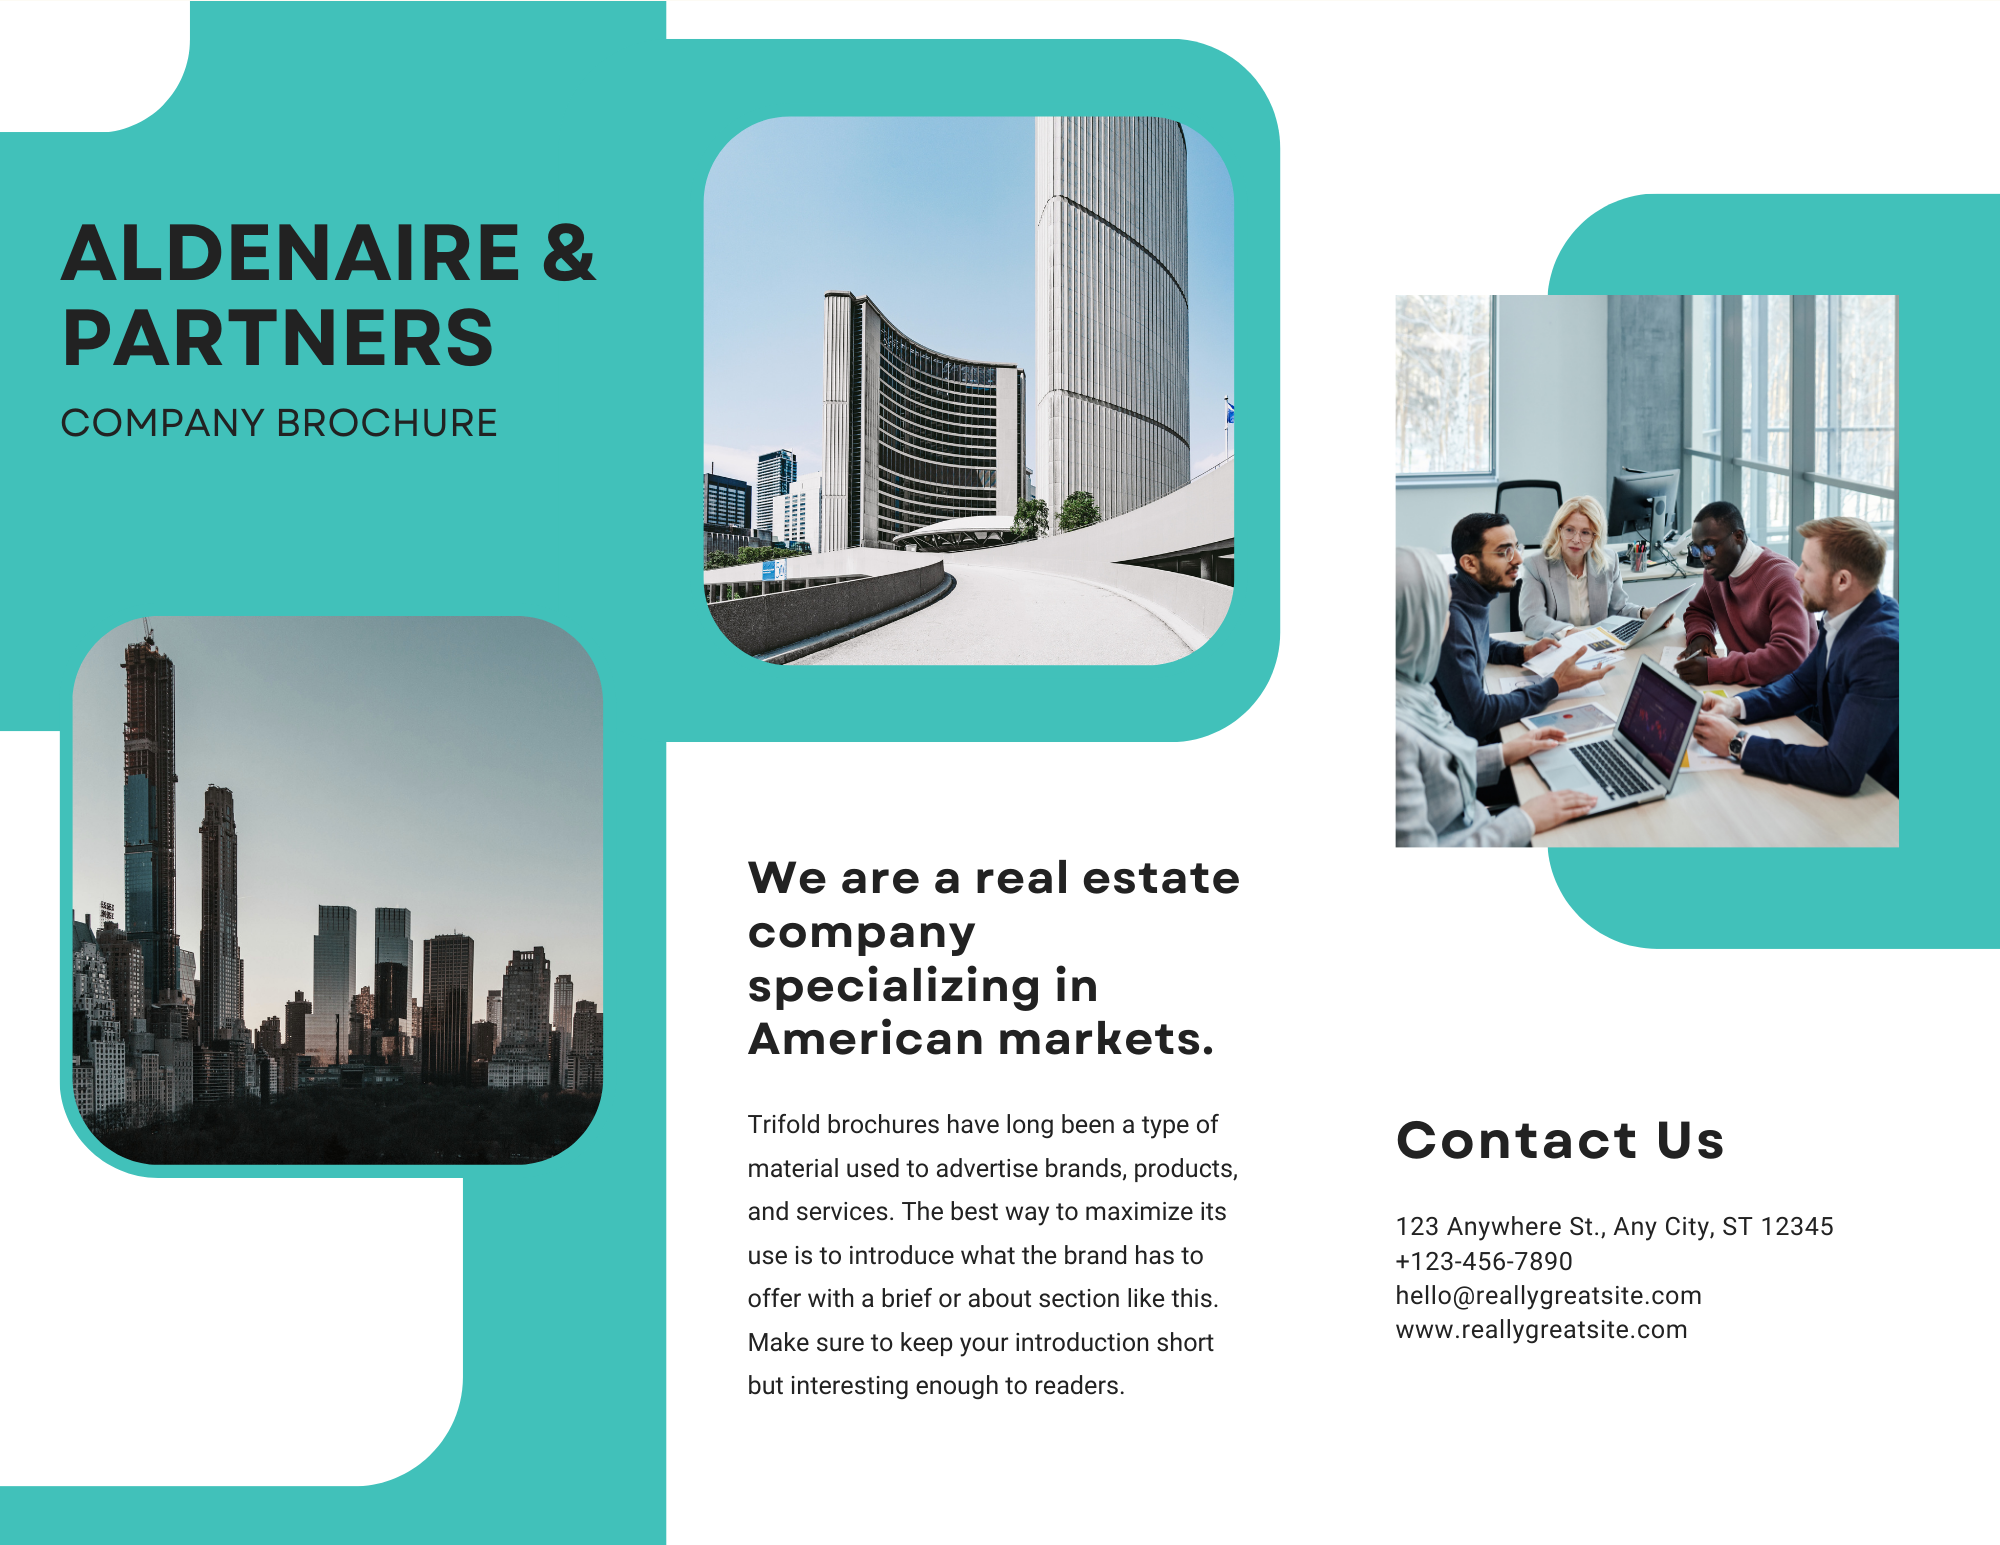 ALDENAIRE &
PARTNERS
COMPANY BROCHURE
We are a real estate
company
specializing in
American markets.
Trifold brochures have long been a type of
material used to advertise brands, products,
and services. The best way to maximize its
use is to introduce what the brand has to
offer with a brief or about section like this.
Make sure to keep your introduction short
but interesting enough to readers.
Contact Us
123 Anywhere St., Any City, ST 12345
+123-456-7890
hello@reallygreatsite.com
www.reallygreatsite.com